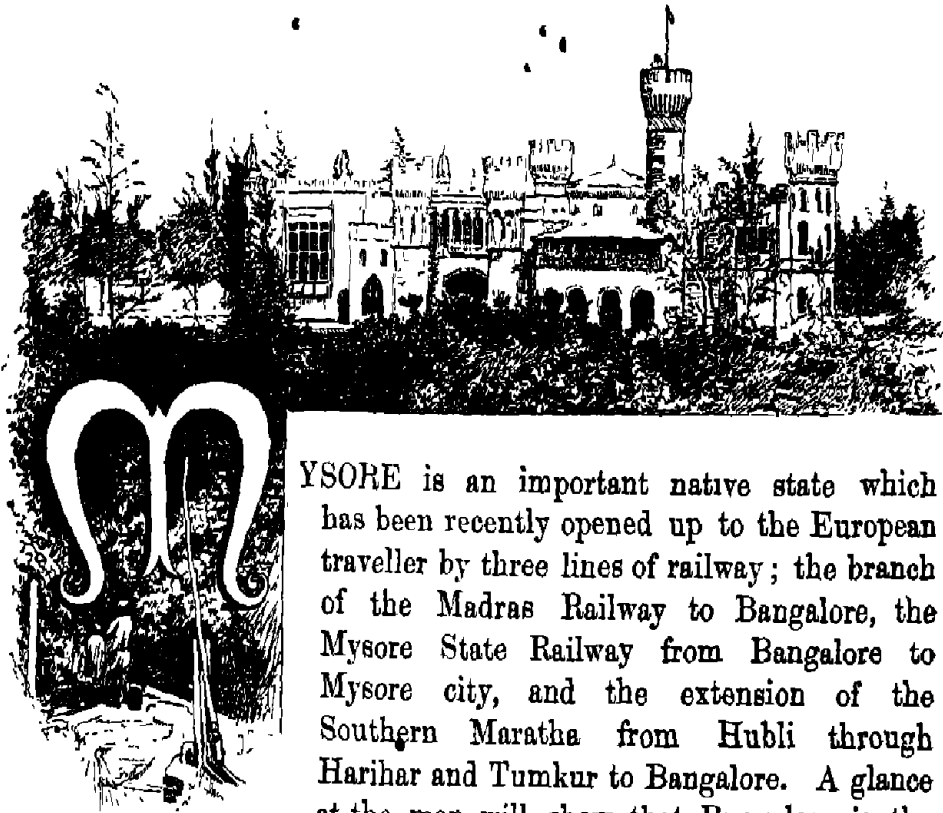 MYSORE is an important native state which
has been recently opened up to the European
traveller by three lines of railway; the branch
of the Madras Railway to Bangalore, the
Mysore State Railway from Bangalore to
Mysore city, and the extension of the
Southern Maratha from Hubli through
Harihar and Tumkur to Bangalore. A glance